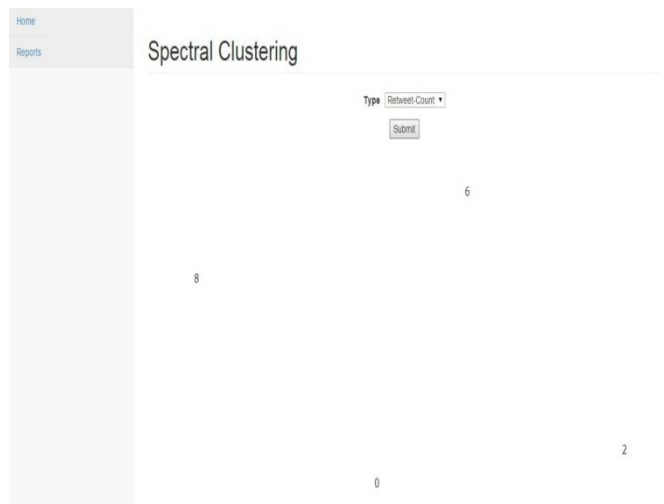 Home
Reports
Spectral Clustering
Type Retweet-Count
Submit
6
8
2
0